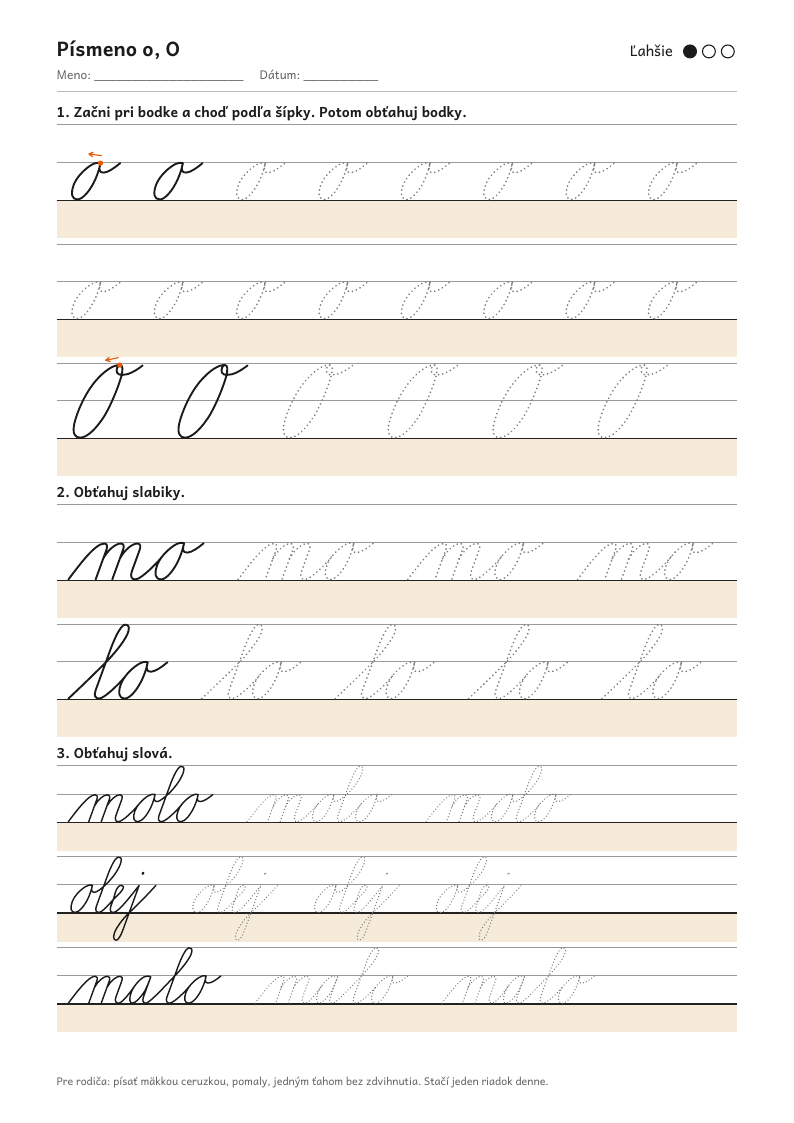 Písmeno o, O
Ľahšie
Meno: ______________________ Dátum: ___________
1. Začni pri bodke a choď podľa šípky. Potom obťahuj bodky.
o o o o o o o o
o o o o o o o o
O O O O O O
2. Obťahuj slabiky.
mo mo mo mo
lo lo lo lo lo
3. Obťahuj slová.
molo molo molo
olej olej olej olej
malo malo malo
Pre rodiča: písať mäkkou ceruzkou, pomaly, jedným ťahom bez zdvihnutia. Stačí jeden riadok denne.